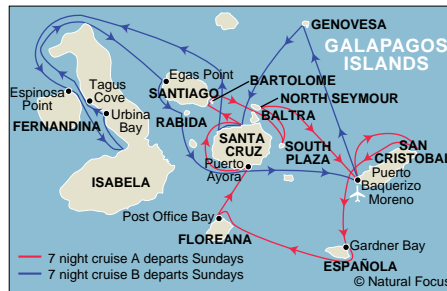 GENOVESA
GALAPAGOS
ISLANDS
Egas Point
BARTOLOME
SANTIAGO
NORTH SEYMOUR
Tagus
Cove
Espinosa
Point
RABIDA
BALTRA
Urbina
Bay
FERNANDINA
SANTA
CRUZ
SOUTH
PLAZA
SAN
CRISTOBAL
Puerto
Ayora
Puerto
Baquerizo
Moreno
ISABELA
Post Office Bay
FLOREANA
Gardner Bay
ESPAÑOLA
7 night cruise A departs Sundays
7 night cruise B departs Sundays
© Natural Focus